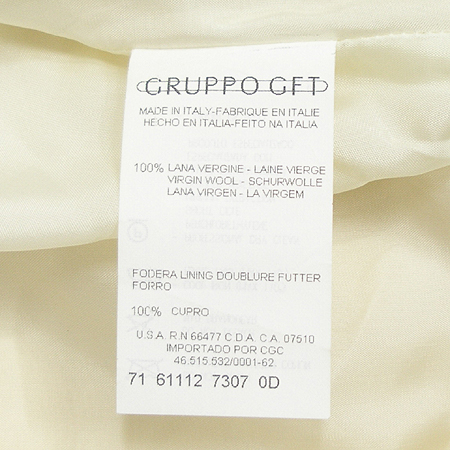 GRUPPO GFT
MADE IN ITALY-FABRIQUE EN ITALIE
HECHO EN ITALIA-FEITO NA ITALIA
100% LANA VERGINE - LAINE VIERGE
VIRGIN WOOL - SCHURWOLLE
LANA VIRGEN - LA VIRGEM
FODERA LINING DOUBLURE FUTTER
FORRO
100% CUPRO
U.S.A. R.N 66477 C.D.A. C.A. 07510
IMPORTADO POR CGC
46.515.532/0001-62
71 61112 7307 0D